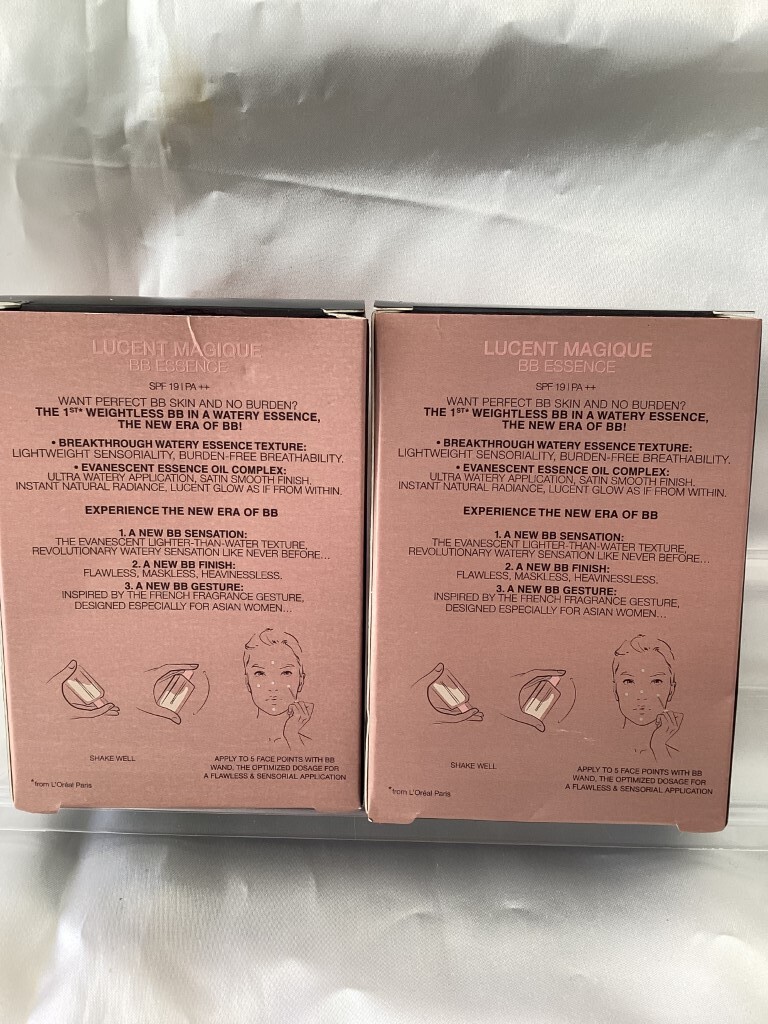 LUCENT MAGIQUE
BB ESSENCE
SPF 19 | PA ++
WANT PERFECT BB SKIN AND NO BURDEN?
THE 1ST* WEIGHTLESS BB IN A WATERY ESSENCE,
THE NEW ERA OF BB!
• BREAKTHROUGH WATERY ESSENCE TEXTURE:
LIGHTWEIGHT SENSORIALITY, BURDEN-FREE BREATHABILITY.
• EVANESCENT ESSENCE OIL COMPLEX:
ULTRA WATERY APPLICATION, SATIN SMOOTH FINISH.
INSTANT NATURAL RADIANCE, LUCENT GLOW AS IF FROM WITHIN.
EXPERIENCE THE NEW ERA OF BB
1. A NEW BB SENSATION:
THE EVANESCENT LIGHTER-THAN-WATER TEXTURE,
REVOLUTIONARY WATERY SENSATION LIKE NEVER BEFORE...
2. A NEW BB FINISH:
FLAWLESS, MASKLESS, HEAVINESSLESS.
3. A NEW BB GESTURE:
INSPIRED BY THE FRENCH FRAGRANCE GESTURE,
DESIGNED ESPECIALLY FOR ASIAN WOMEN...
SHAKE WELL
APPLY TO 5 FACE POINTS WITH BB
WAND, THE OPTIMIZED DOSAGE FOR
A FLAWLESS & SENSORIAL APPLICATION
*from L'Oréal Paris
LUCENT MAGIQUE
BB ESSENCE
SPF 19 | PA ++
WANT PERFECT BB SKIN AND NO BURDEN?
THE 1ST* WEIGHTLESS BB IN A WATERY ESSENCE,
THE NEW ERA OF BB!
• BREAKTHROUGH WATERY ESSENCE TEXTURE:
LIGHTWEIGHT SENSORIALITY, BURDEN-FREE BREATHABILITY.
• EVANESCENT ESSENCE OIL COMPLEX:
ULTRA WATERY APPLICATION, SATIN SMOOTH FINISH.
INSTANT NATURAL RADIANCE, LUCENT GLOW AS IF FROM WITHIN.
EXPERIENCE THE NEW ERA OF BB
1. A NEW BB SENSATION:
THE EVANESCENT LIGHTER-THAN-WATER TEXTURE,
REVOLUTIONARY WATERY SENSATION LIKE NEVER BEFORE...
2. A NEW BB FINISH:
FLAWLESS, MASKLESS, HEAVINESSLESS.
3. A NEW BB GESTURE:
INSPIRED BY THE FRENCH FRAGRANCE GESTURE,
DESIGNED ESPECIALLY FOR ASIAN WOMEN...
SHAKE WELL
APPLY TO 5 FACE POINTS WITH BB
WAND, THE OPTIMIZED DOSAGE FOR
A FLAWLESS & SENSORIAL APPLICATION
*from L'Oréal Paris